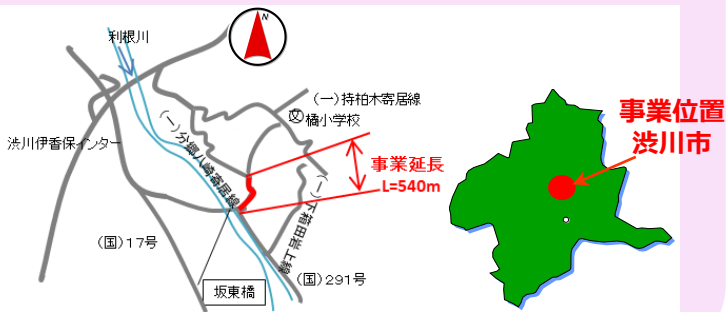 利根川
N
(一)持柏木寄居線
文
橘小学校
渋川伊香保インター
(一)分郷八崎寄居線
事業延長
L=540m
(一)下箱田岩上線
(国)17号
(国)291号
坂東橋
事業位置
渋川市